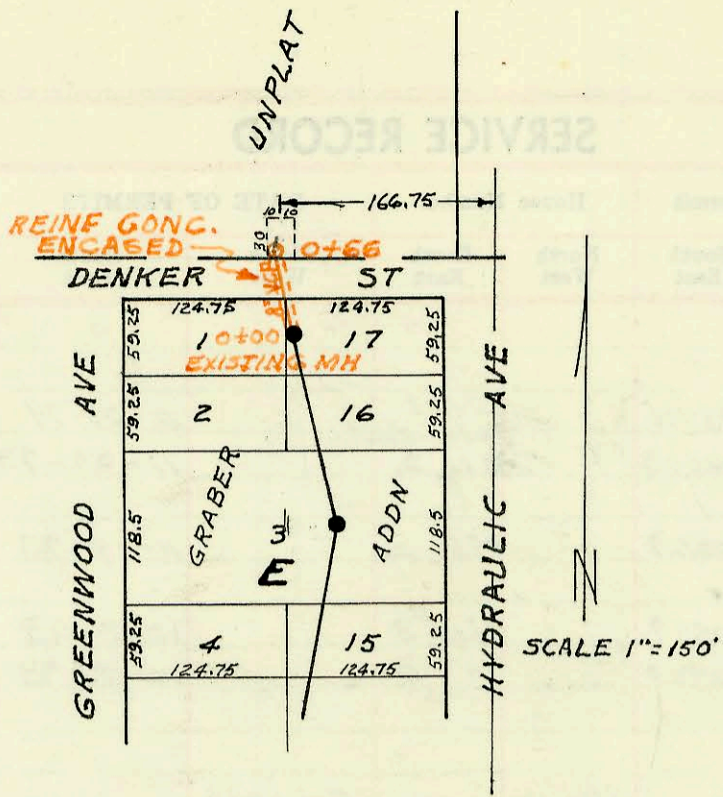 SERVICE RECORD
UNPLAT
166.75
10 10
30
REINF CONC.
ENCASED
0+66
8" VCP
DENKER ST
124.75 124.75
59.25 1 17 59.25
0+00
EXISTING MH
59.25 2 16 59.25
GRABER ADDN
118.5 3 118.5
E
59.25 4 15 59.25
124.75 124.75
GREENWOOD AVE
HYDRAULIC AVE
N
SCALE 1"=150'